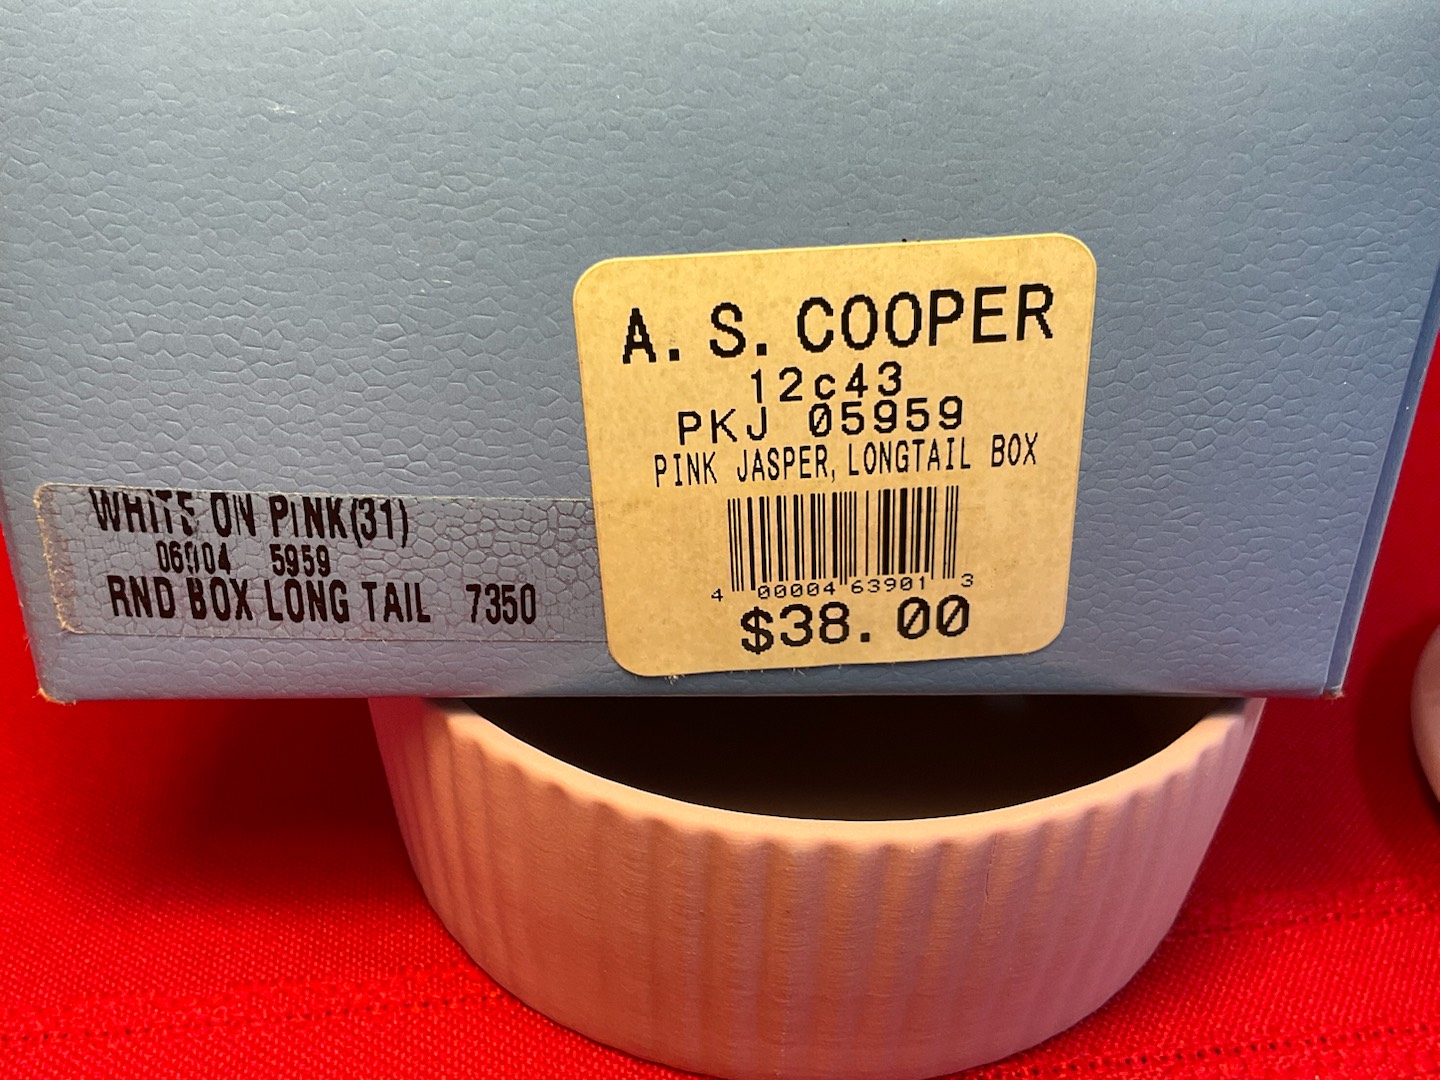 A. S. COOPER
12c43
PKJ 05959
PINK JASPER, LONGTAIL BOX
4 00004 63901 3
$38.00
WHITE ON PINK(31)
06004 5959
RND BOX LONG TAIL 7350